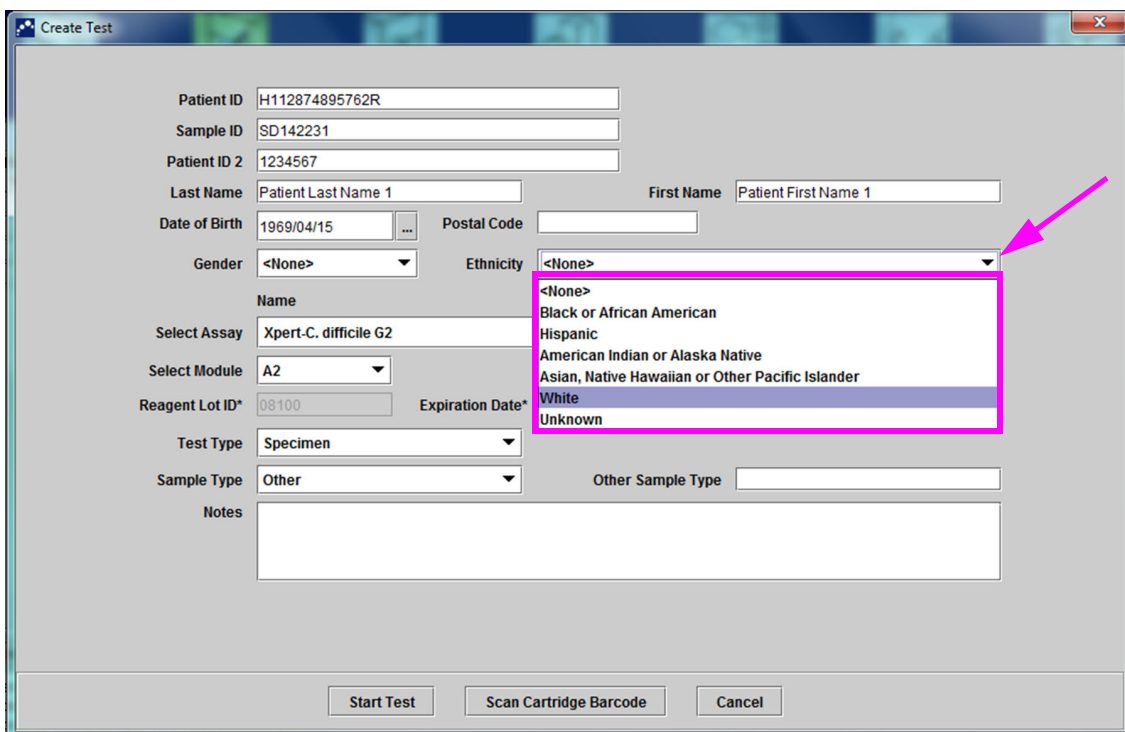 Create Test
Patient ID H112874895762R
Sample ID SD142231
Patient ID 2 1234567
Last Name Patient Last Name 1 First Name Patient First Name 1
Date of Birth 1969/04/15 ... Postal Code
Gender <None> Ethnicity <None>
<None>
Black or African American
Hispanic
American Indian or Alaska Native
Asian, Native Hawaiian or Other Pacific Islander
White
Unknown
Name
Select Assay Xpert-C. difficile G2
Select Module A2
Reagent Lot ID* 08100 Expiration Date*
Test Type Specimen
Sample Type Other Other Sample Type
Notes
Start Test Scan Cartridge Barcode Cancel